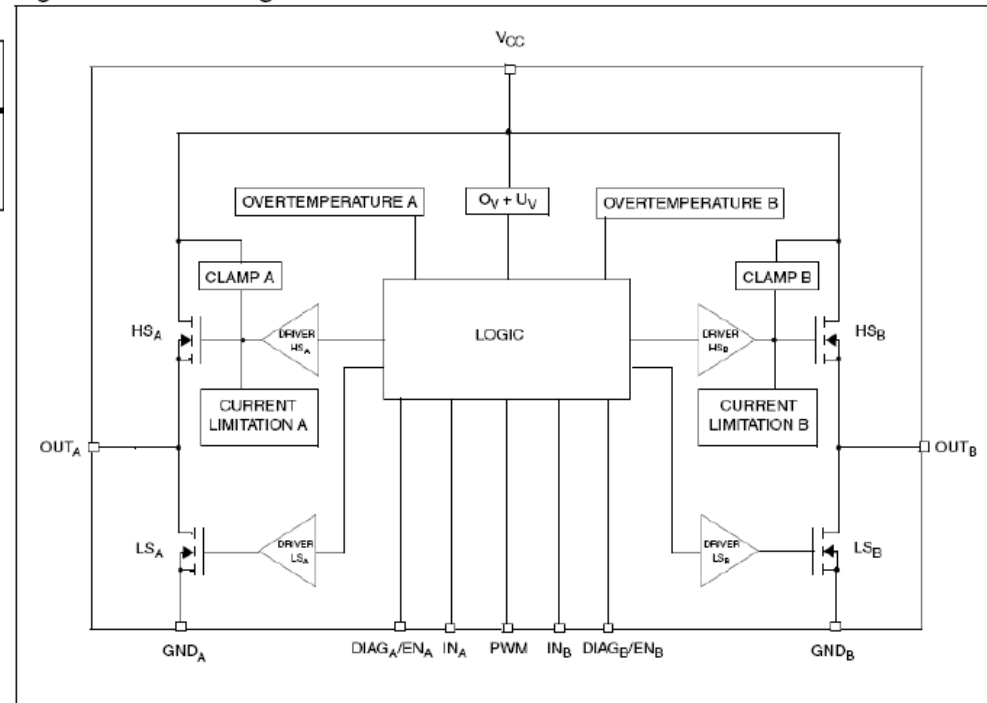 VCC
OVERTEMPERATURE A
OV + UV
OVERTEMPERATURE B
CLAMP A
CLAMP B
HSA
DRIVER
HSA
LOGIC
DRIVER
HSB
HSB
CURRENT
LIMITATION A
CURRENT
LIMITATION B
OUTA
OUTB
LSA
DRIVER
LSA
DRIVER
LSB
LSB
GNDA
DIAGA/ENA
INA
PWM
INB
DIAGB/ENB
GNDB